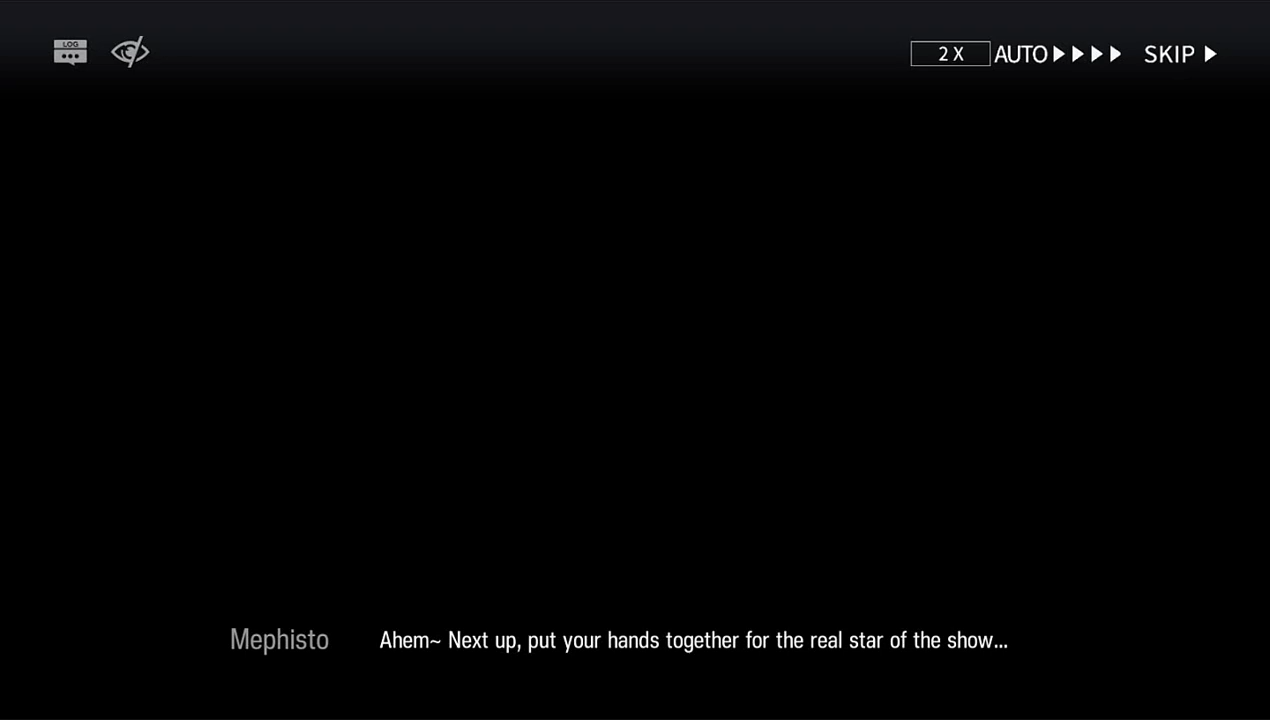 LOG
2 X AUTO SKIP
Mephisto Ahem~ Next up, put your hands together for the real star of the show...